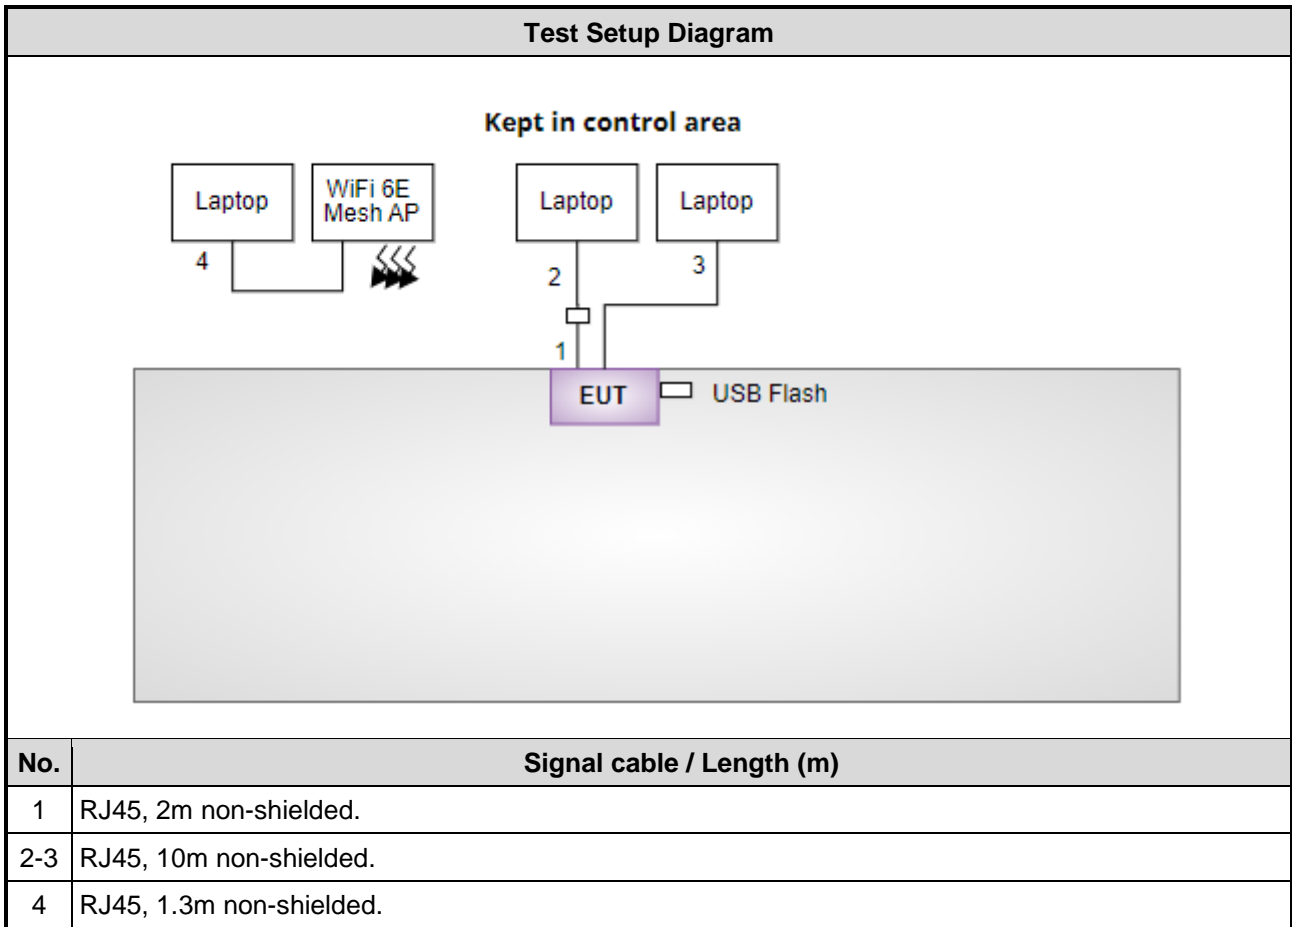 Test Setup Diagram
Kept in control area
Laptop
WiFi 6E
Mesh AP
Laptop
Laptop
4
2
3
1
EUT
USB Flash
No. Signal cable / Length (m)
1 RJ45, 2m non-shielded.
2-3 RJ45, 10m non-shielded.
4 RJ45, 1.3m non-shielded.